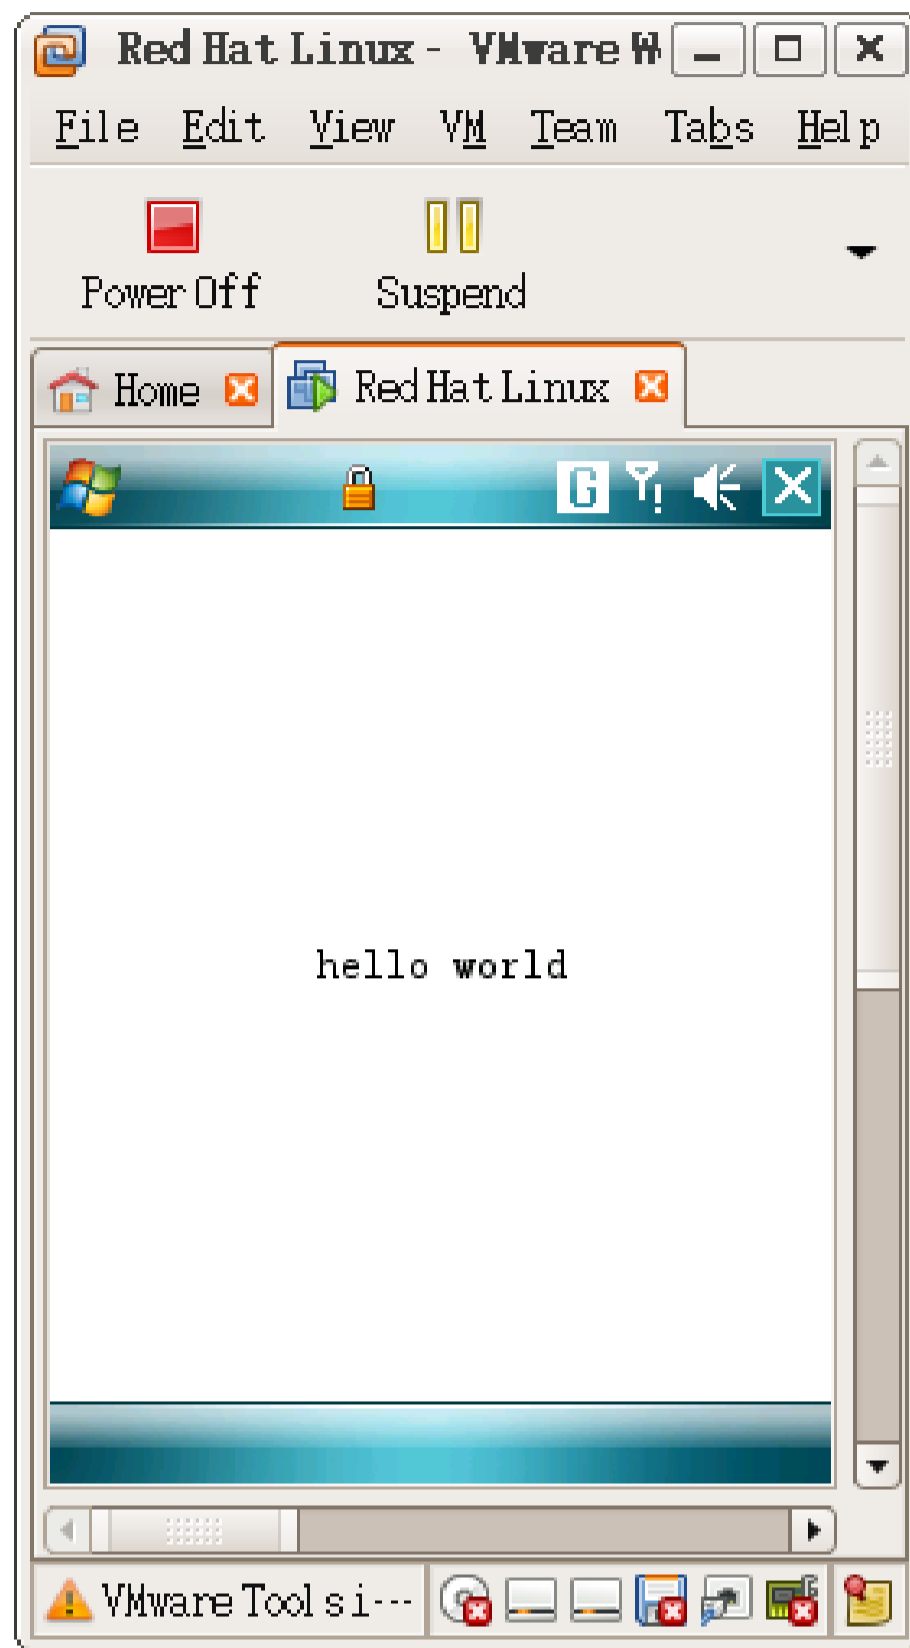 Red Hat Linux - VMware W
File Edit View VM Team Tabs Help
Power Off Suspend
Home Red Hat Linux
G
hello world
VMware Tools i---